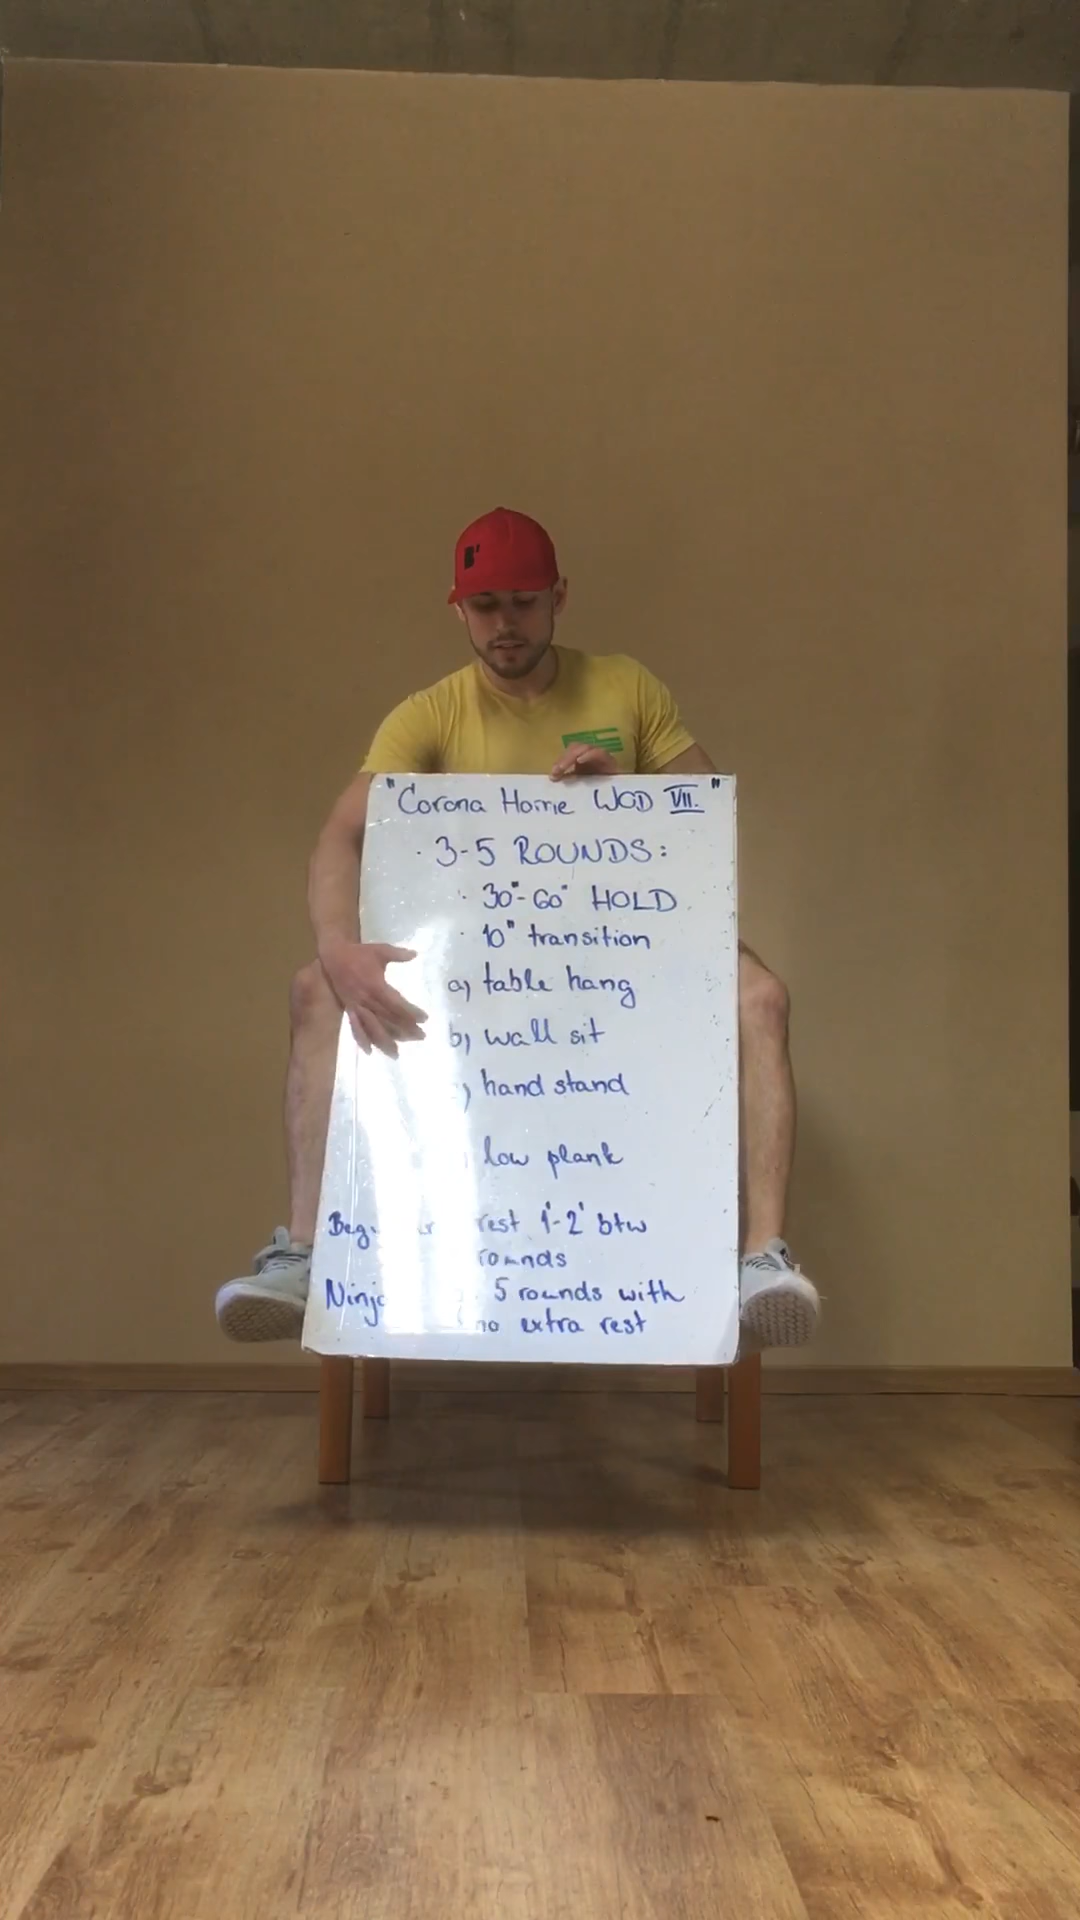 "Corona Home WOD VII."
· 3-5 ROUNDS:
· 30"-60" HOLD
· 10" transition
a) table hang
b) wall sit
) hand stand
low plank
rest 1'-2' btw
rounds
5 rounds with
no extra rest